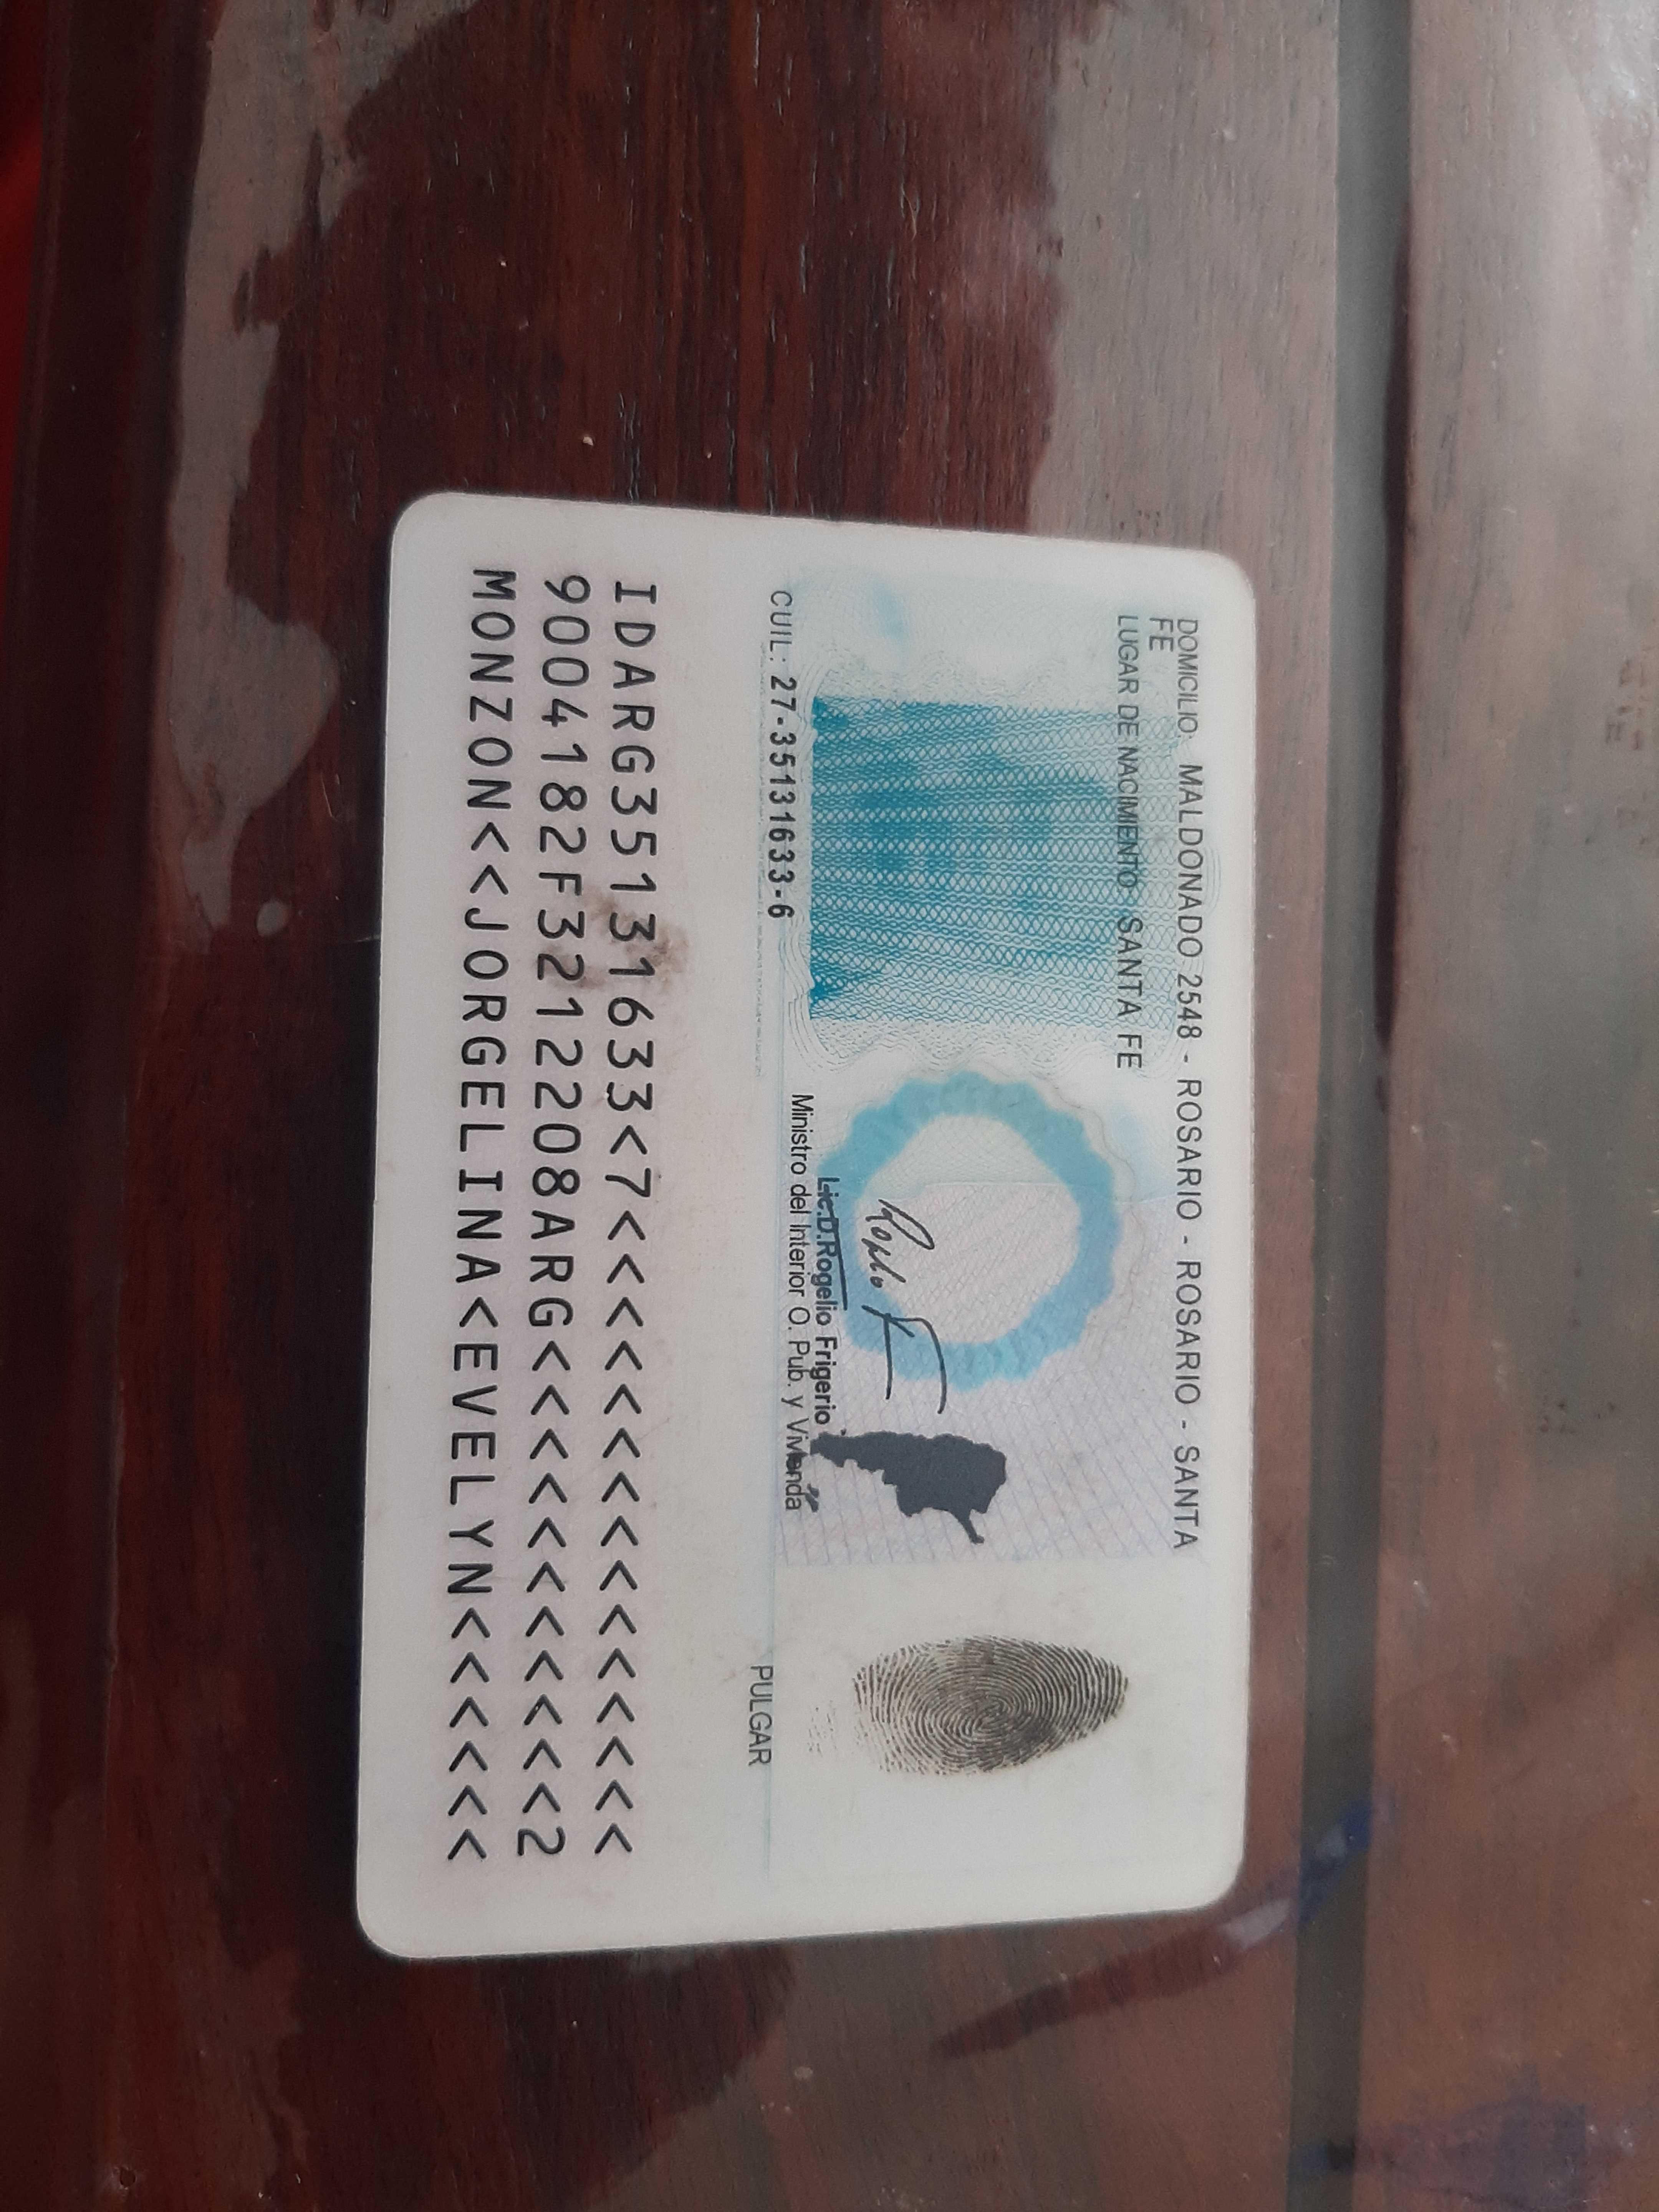 DOMICILIO: MALDONADO 2548 - ROSARIO - ROSARIO - SANTA
FE
LUGAR DE NACIMIENTO: SANTA FE
Lic.D.Rogelio Frigerio
Ministro del Interior O. Pub. y Vivienda
CUIL: 27-35131633-6
PULGAR
IDARG35131633<7<<<<<<<<<<<<<<<
9004182F3212208ARG<<<<<<<<<<<2
MONZON<<JORGELINA<EVELYN<<<<<<